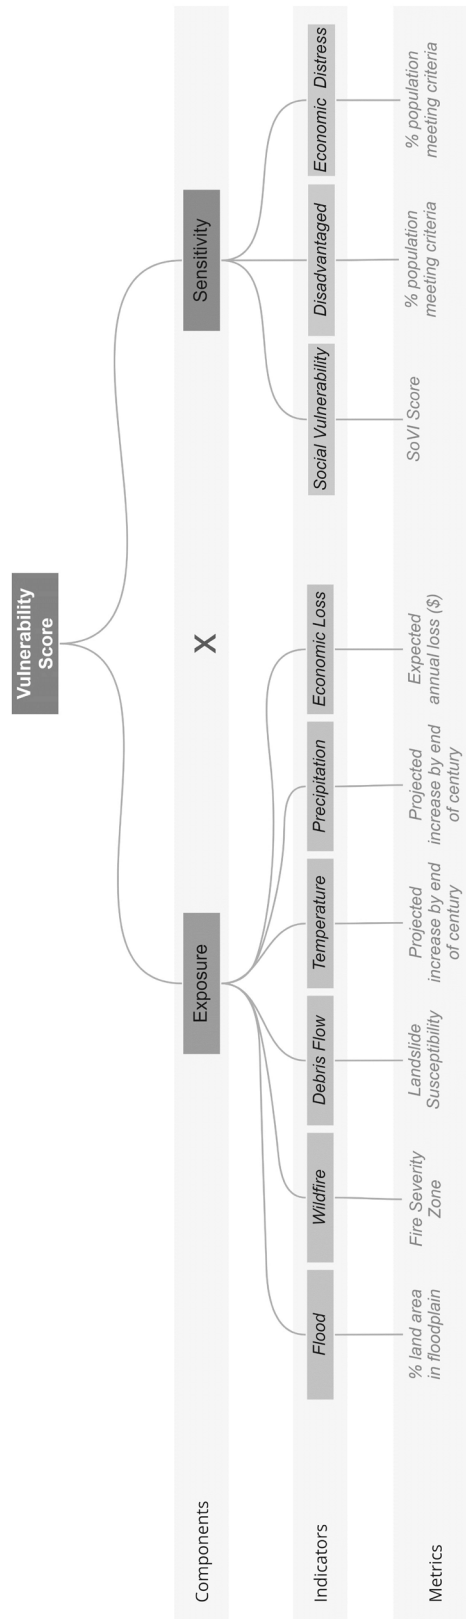 Vulnerability
Score
Components
Exposure
X
Sensitivity
Indicators
Flood
Wildfire
Debris Flow
Temperature
Precipitation
Economic Loss
Social Vulnerability
Disadvantaged
Economic Distress
Metrics
% land area
in floodplain
Fire Severity
Zone
Landslide
Susceptibility
Projected
increase by end
of century
Projected
increase by end
of century
Expected
annual loss ($)
SoVI Score
% population
meeting criteria
% population
meeting criteria